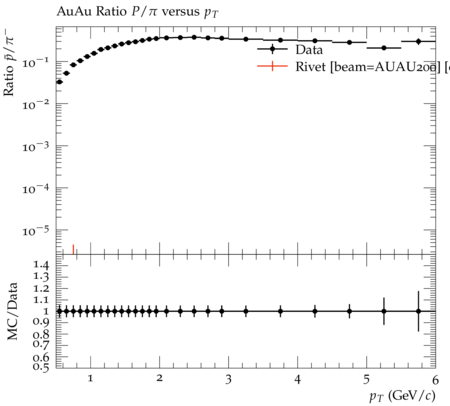 AuAu Ratio P/π versus p_T
Ratio p̄/π⁻
10⁻¹
10⁻²
10⁻³
10⁻⁴
10⁻⁵
Data
Rivet [beam=AUAU200] [
MC/Data
1.4
1.3
1.2
1.1
1
0.9
0.8
0.7
0.6
0.5
1 2 3 4 5 6
p_T (GeV/c)